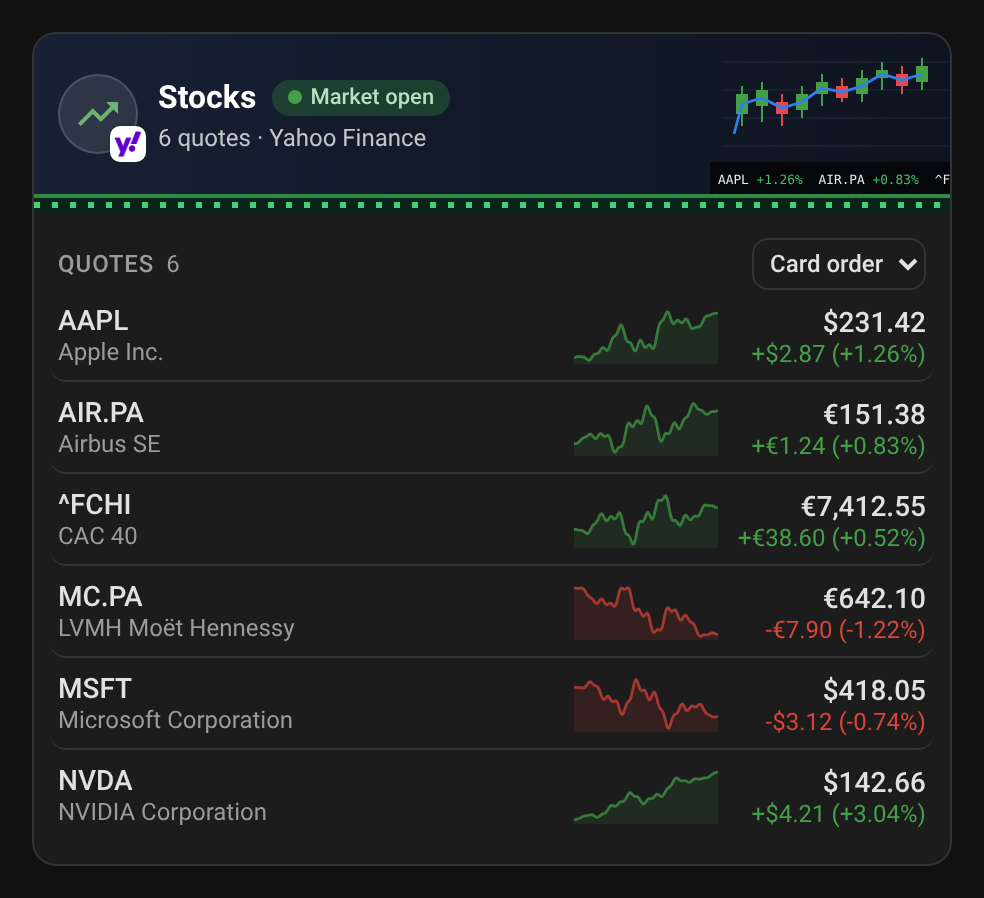 Stocks
Market open
6 quotes · Yahoo Finance
y!
AAPL +1.26% AIR.PA +0.83% ^F
QUOTES 6
Card order
AAPL
Apple Inc.
$231.42
+$2.87 (+1.26%)
AIR.PA
Airbus SE
€151.38
+€1.24 (+0.83%)
^FCHI
CAC 40
€7,412.55
+€38.60 (+0.52%)
MC.PA
LVMH Moët Hennessy
€642.10
-€7.90 (-1.22%)
MSFT
Microsoft Corporation
$418.05
-$3.12 (-0.74%)
NVDA
NVIDIA Corporation
$142.66
+$4.21 (+3.04%)